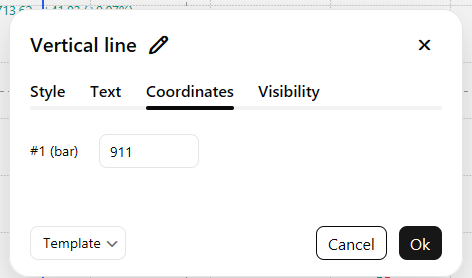 Vertical line
Style Text Coordinates Visibility
#1 (bar) 911
Template Cancel Ok